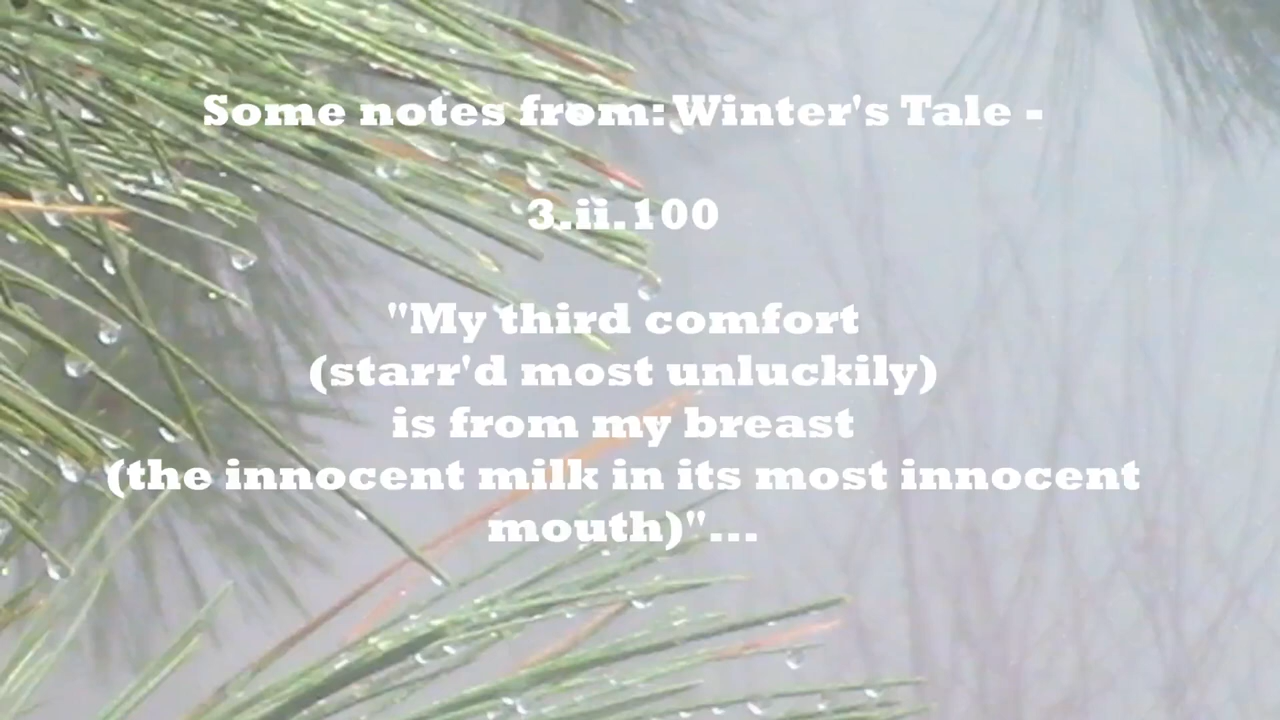 Some notes from: Winter's Tale -
3.ii.100
"My third comfort
(starr'd most unluckily)
is from my breast
(the innocent milk in its most innocent
mouth)"...